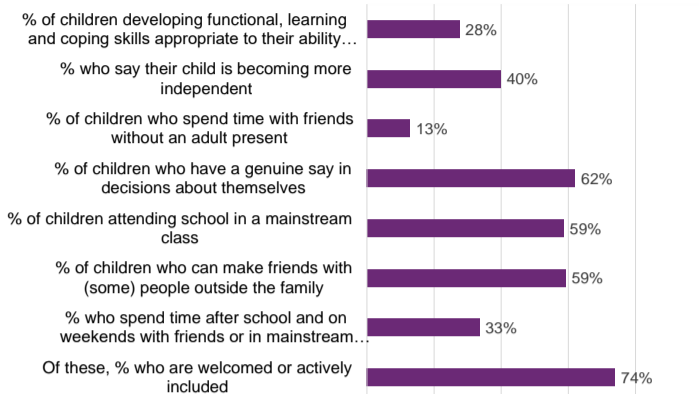 % of children developing functional, learning
and coping skills appropriate to their ability…
28%
% who say their child is becoming more
independent
40%
% of children who spend time with friends
without an adult present
13%
% of children who have a genuine say in
decisions about themselves
62%
% of children attending school in a mainstream
class
59%
% of children who can make friends with
(some) people outside the family
59%
% who spend time after school and on
weekends with friends or in mainstream…
33%
Of these, % who are welcomed or actively
included
74%